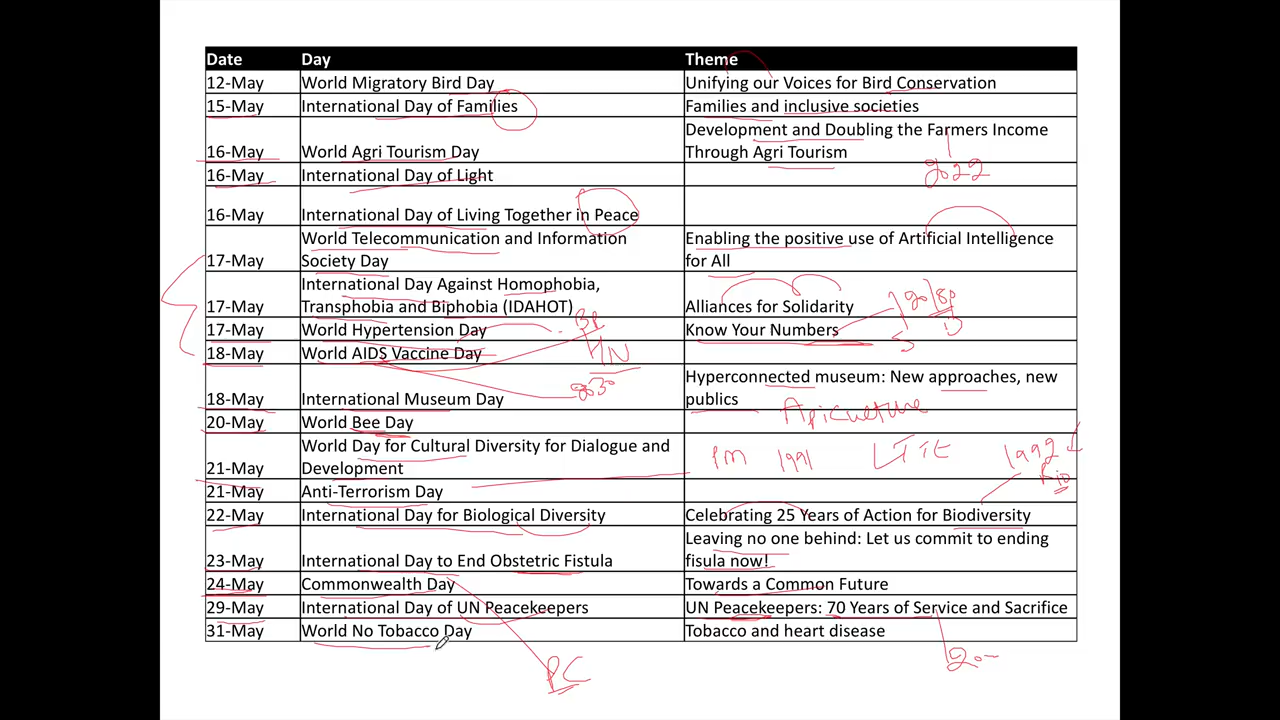 Date Day Theme
12-May World Migratory Bird Day Unifying our Voices for Bird Conservation
15-May International Day of Families Families and inclusive societies
Development and Doubling the Farmers Income
16-May World Agri Tourism Day Through Agri Tourism
16-May International Day of Light 2022
16-May International Day of Living Together in Peace
World Telecommunication and Information Enabling the positive use of Artificial Intelligence
17-May Society Day for All
International Day Against Homophobia,
17-May Transphobia and Biphobia (IDAHOT) Alliances for Solidarity
17-May World Hypertension Day Know Your Numbers
18-May World AIDS Vaccine Day
2030
Hyperconnected museum: New approaches, new
18-May International Museum Day publics
Apiculture
20-May World Bee Day
World Day for Cultural Diversity for Dialogue and
PM 1991 LTTE 1992
21-May Development
Rio
21-May Anti-Terrorism Day
22-May International Day for Biological Diversity Celebrating 25 Years of Action for Biodiversity
Leaving no one behind: Let us commit to ending
23-May International Day to End Obstetric Fistula fisula now!
24-May Commonwealth Day Towards a Common Future
29-May International Day of UN Peacekeepers UN Peacekeepers: 70 Years of Service and Sacrifice
31-May World No Tobacco Day Tobacco and heart disease
PC